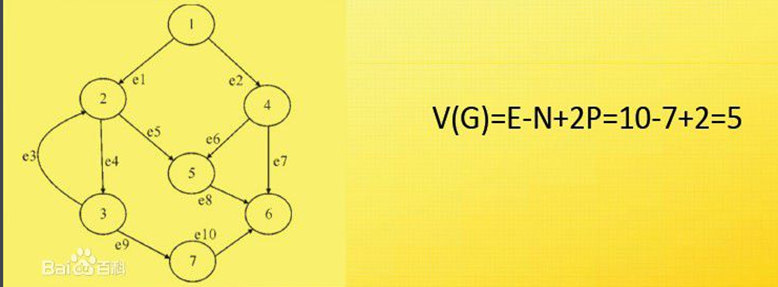 1
e1
e2
2
4
V(G)=E-N+2P=10-7+2=5
e5
e6
e3
e4
e7
5
e8
3
6
e9
e10
7
Bai百科